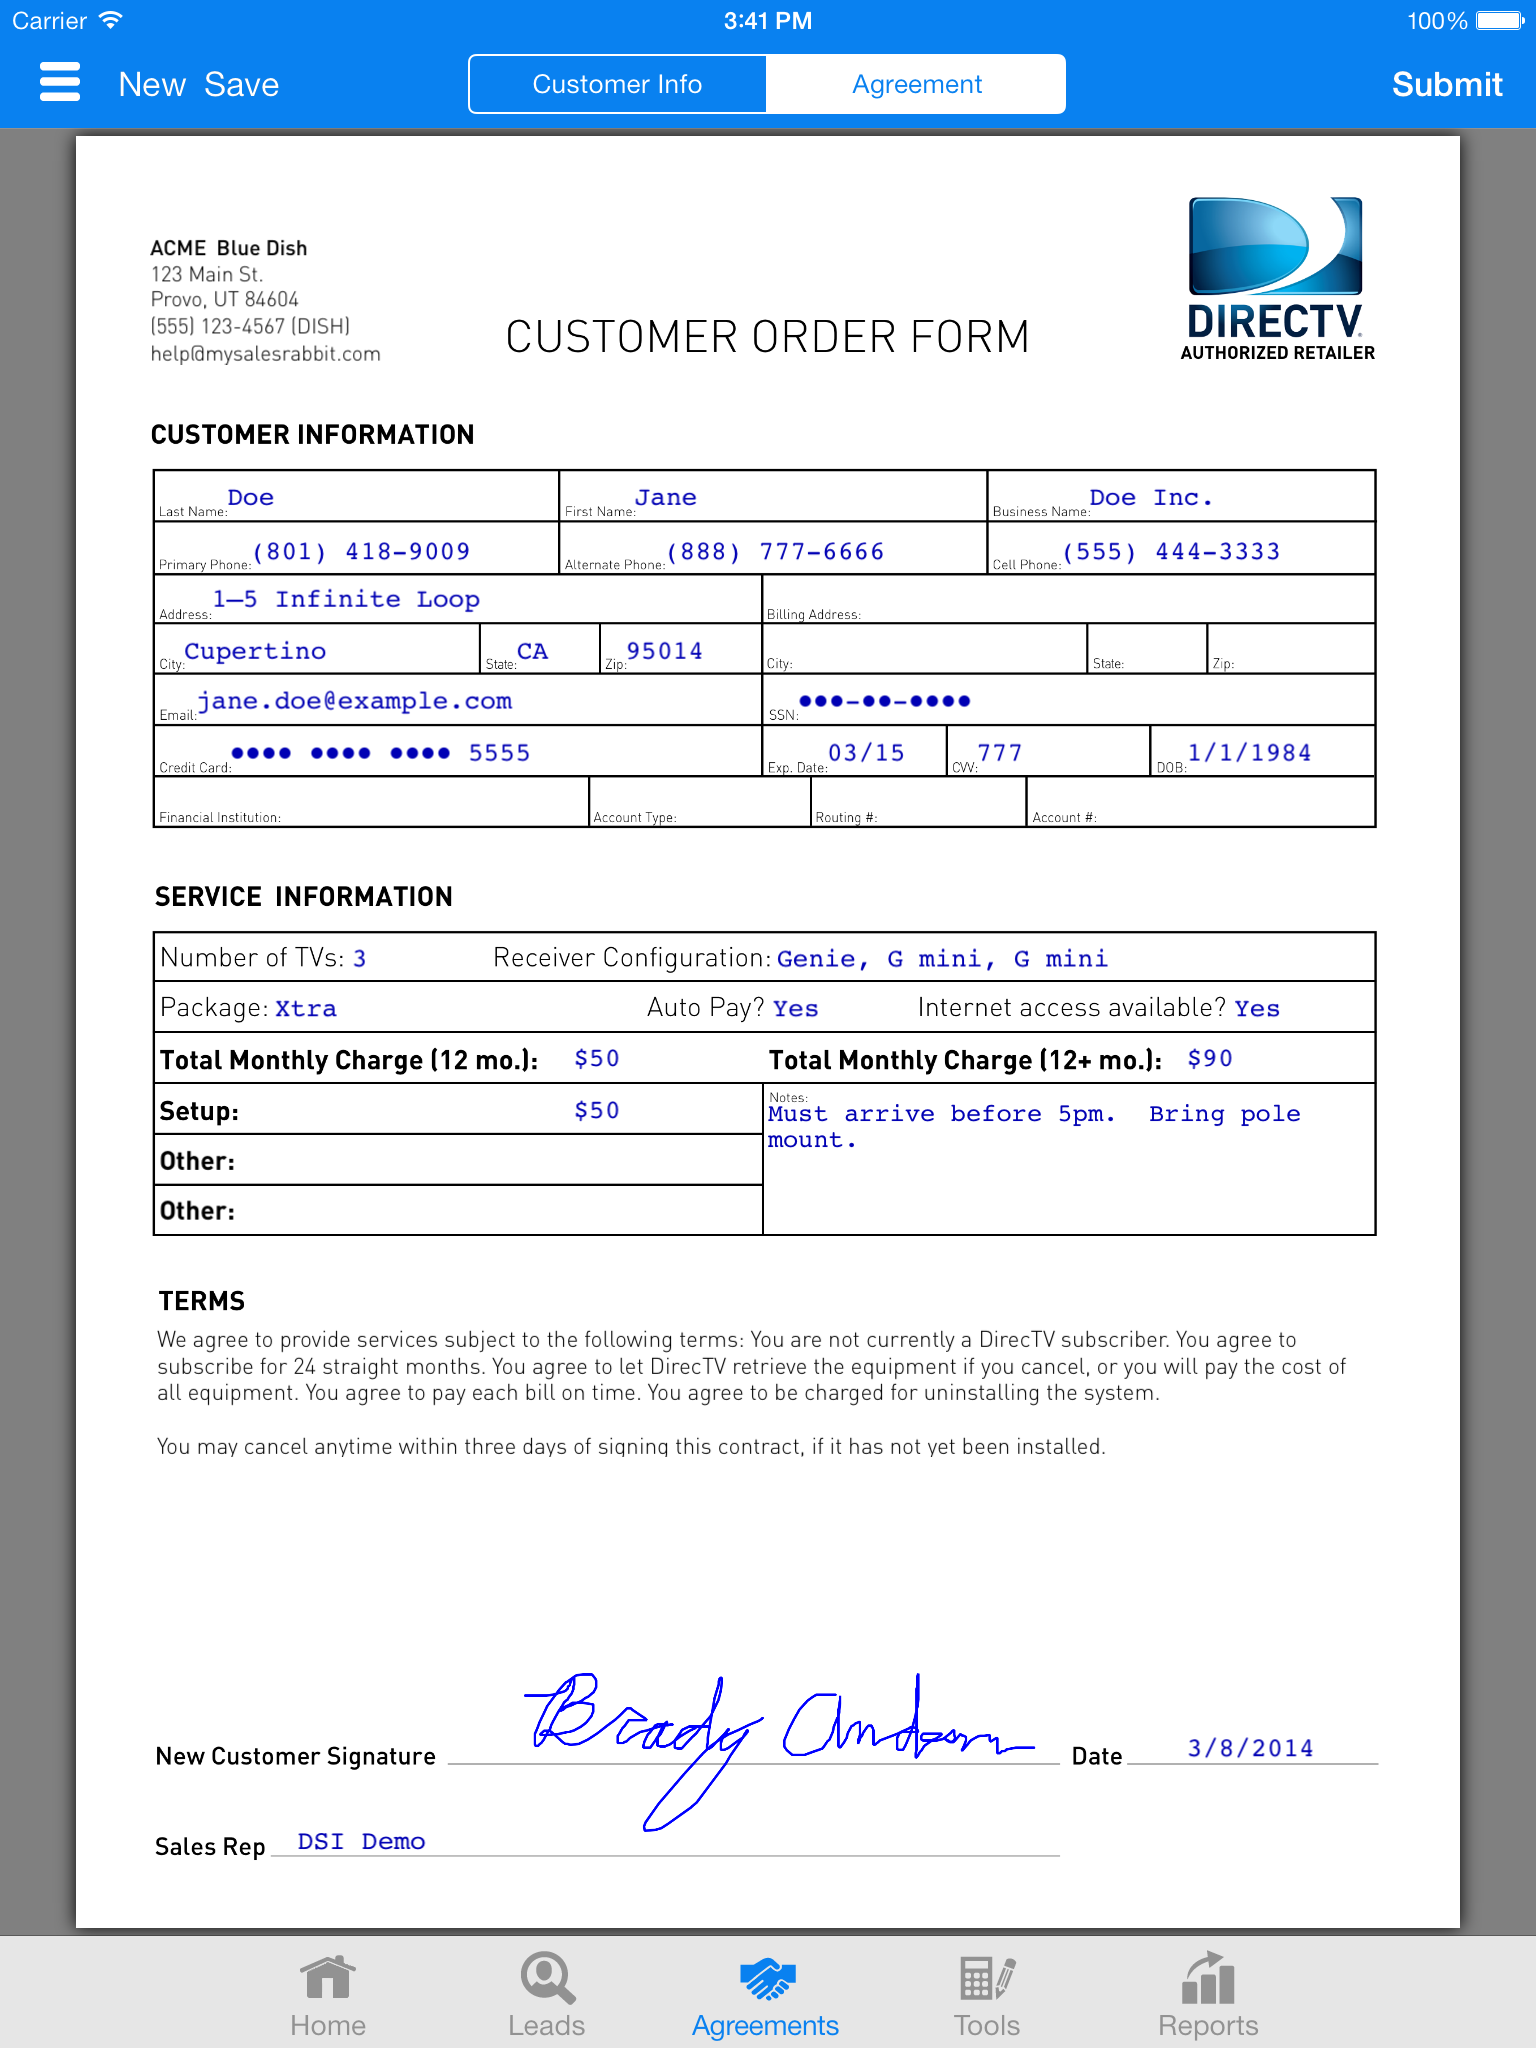 Carrier 3:41 PM 100%
New Save Customer Info Agreement Submit
ACME Blue Dish
123 Main St.
Provo, UT 84604
(555) 123-4567 (DISH)
help@mysalesrabbit.com
CUSTOMER ORDER FORM
DIRECTV
AUTHORIZED RETAILER
CUSTOMER INFORMATION
Last Name: Doe First Name: Jane Business Name: Doe Inc.
Primary Phone: (801) 418-9009 Alternate Phone: (888) 777-6666 Cell Phone: (555) 444-3333
Address: 1–5 Infinite Loop Billing Address:
City: Cupertino State: CA Zip: 95014 City: State: Zip:
Email: jane.doe@example.com SSN: •••-••-••••
Credit Card: •••• •••• •••• 5555 Exp. Date: 03/15 CVV: 777 DOB: 1/1/1984
Financial Institution: Account Type: Routing #: Account #:
SERVICE INFORMATION
Number of TVs: 3 Receiver Configuration: Genie, G mini, G mini
Package: Xtra Auto Pay? Yes Internet access available? Yes
Total Monthly Charge (12 mo.): $50 Total Monthly Charge (12+ mo.): $90
Setup: $50
Notes:
Must arrive before 5pm. Bring pole
mount.
Other:
Other:
TERMS
We agree to provide services subject to the following terms: You are not currently a DirecTV subscriber. You agree to
subscribe for 24 straight months. You agree to let DirecTV retrieve the equipment if you cancel, or you will pay the cost of
all equipment. You agree to pay each bill on time. You agree to be charged for uninstalling the system.
You may cancel anytime within three days of signing this contract, if it has not yet been installed.
New Customer Signature Brady Date 3/8/2014
Sales Rep DSI Demo
Home Leads Agreements Tools Reports